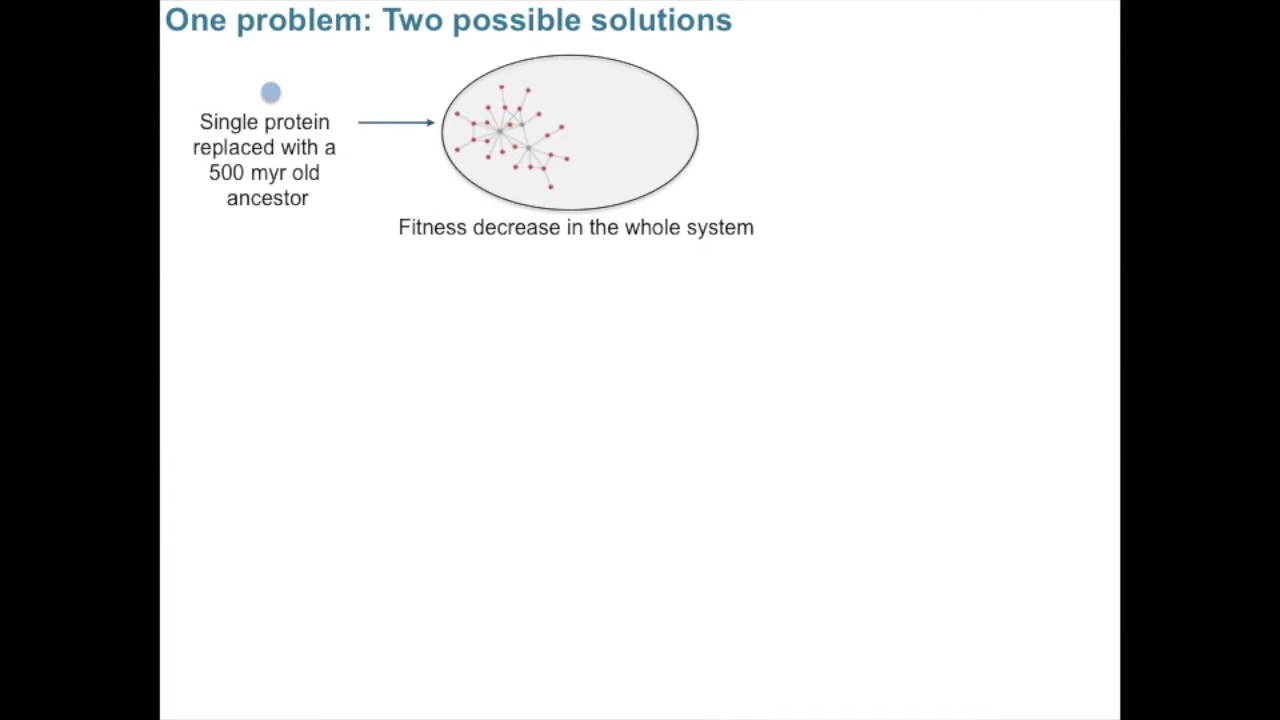 One problem: Two possible solutions
Single protein
replaced with a
500 myr old
ancestor
Fitness decrease in the whole system